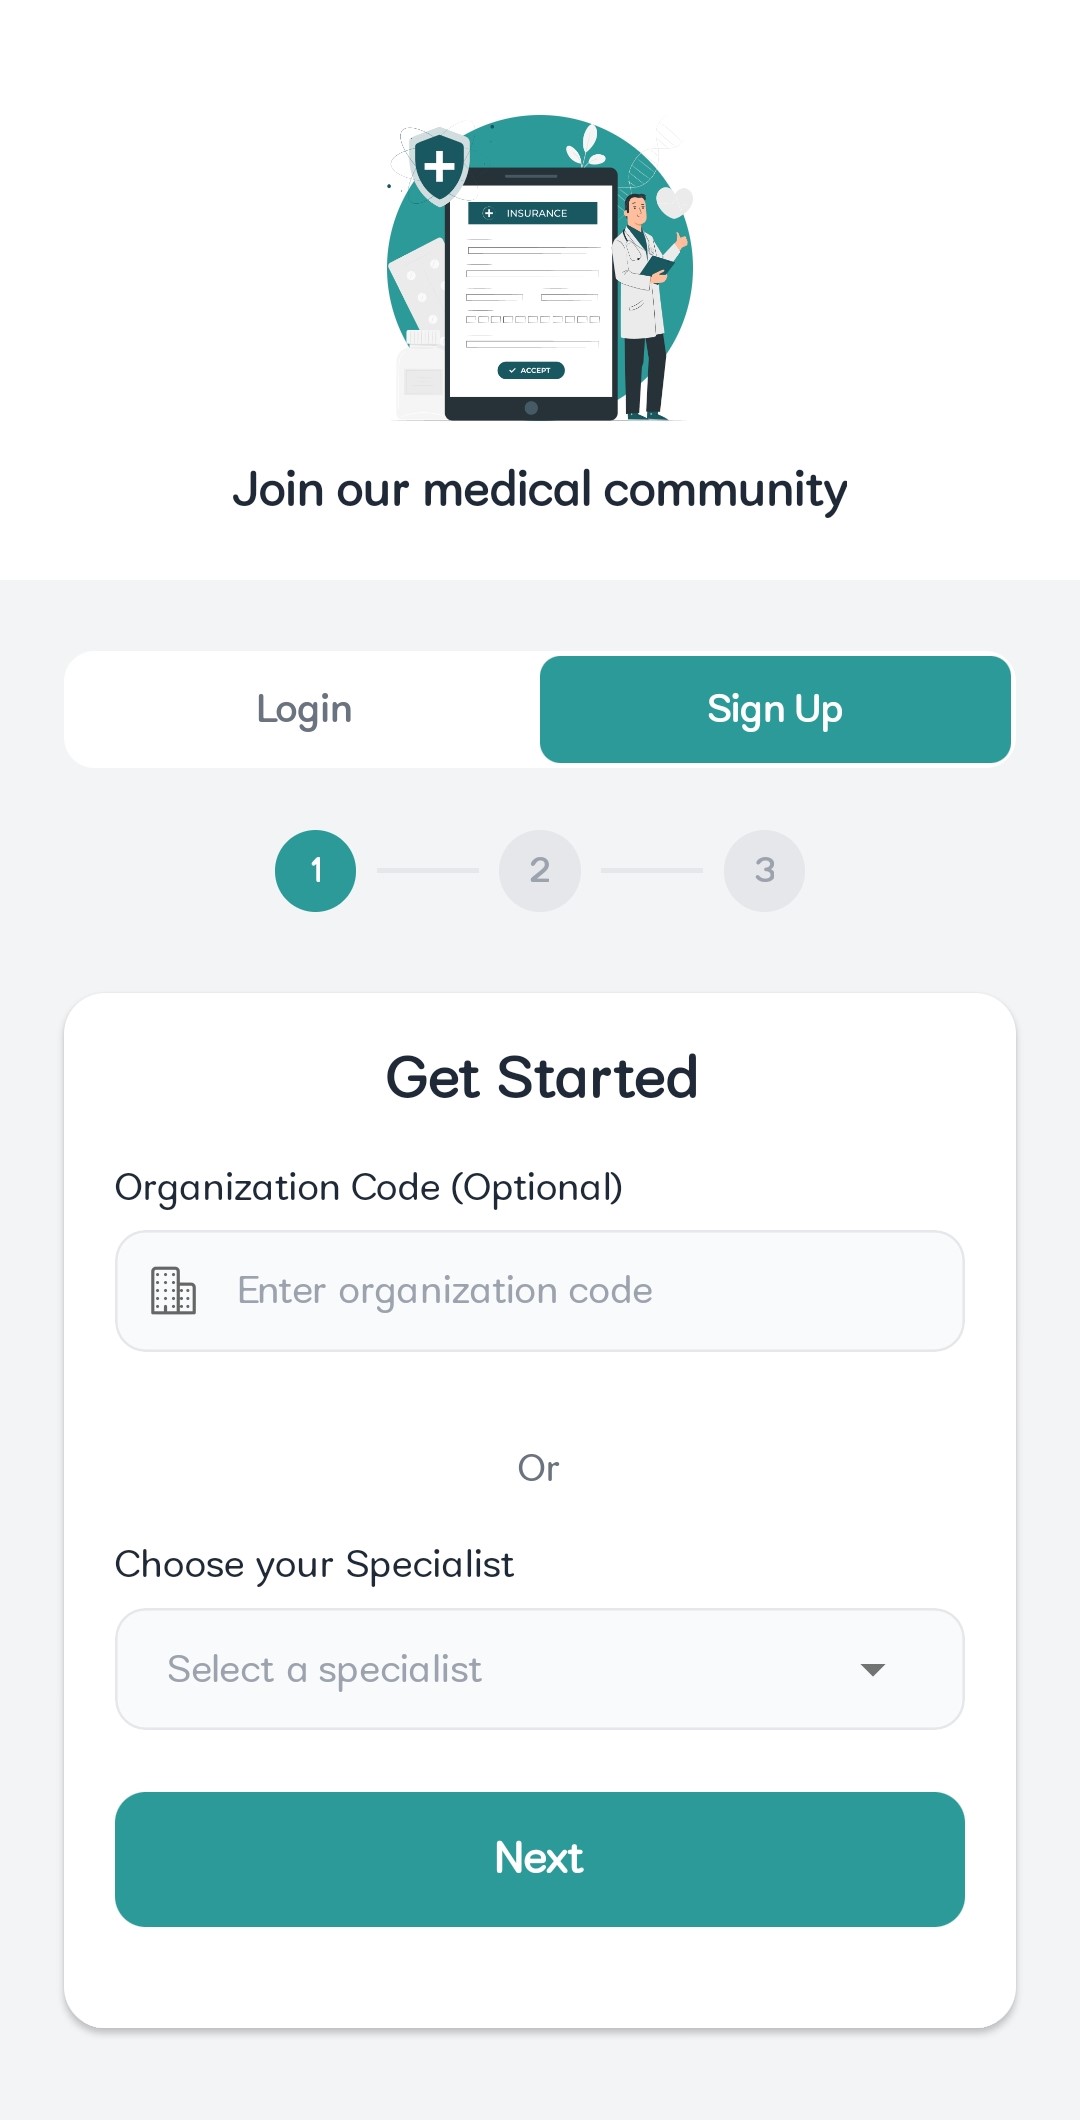 INSURANCE
ACCEPT
Join our medical community
Login
Sign Up
1
2
3
Get Started
Organization Code (Optional)
Enter organization code
Or
Choose your Specialist
Select a specialist
Next